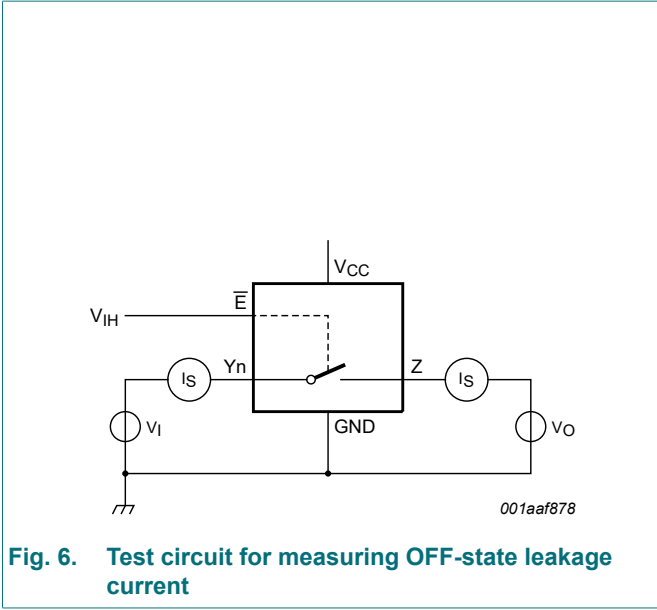 VCC
E
VIH
IS
Yn
Z
IS
VI
GND
VO
001aaf878
Fig. 6. Test circuit for measuring OFF-state leakage
current